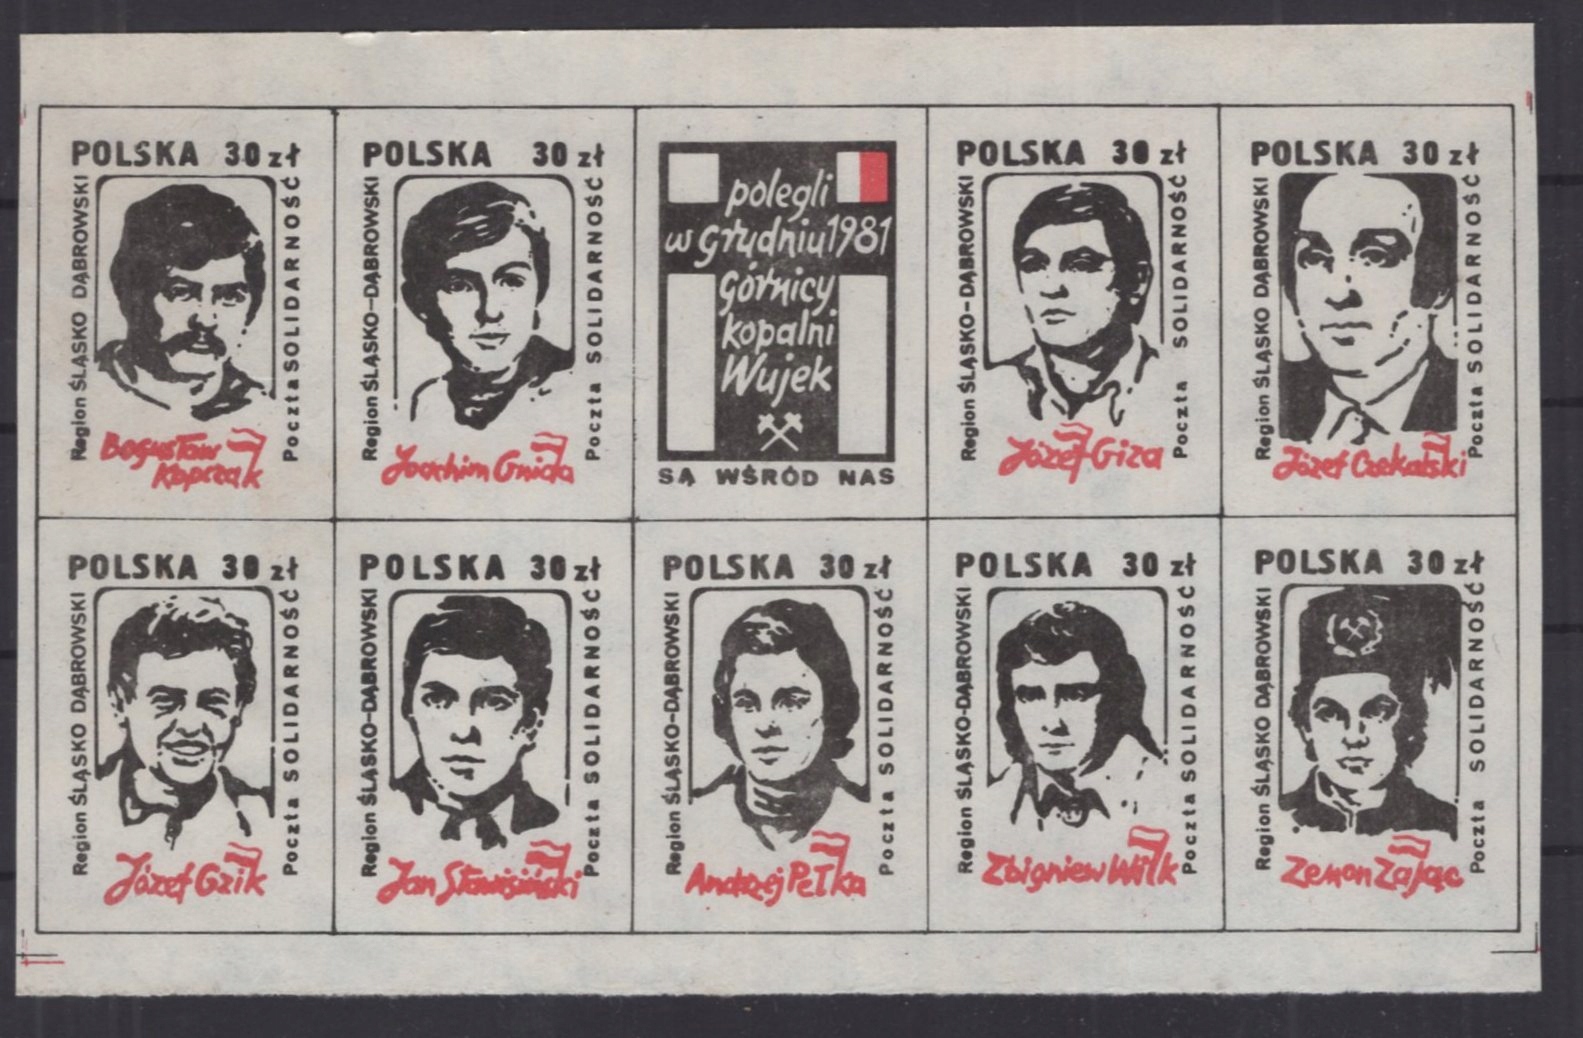 POLSKA 30 zł
Region ŚLĄSKO DĄBROWSKI
Poczta SOLIDARNOŚĆ
Bogusław
Kopczak
POLSKA 30 zł
Region ŚLĄSKO-DĄBROWSKI
Poczta SOLIDARNOŚĆ
Joachim Gnida
polegli
w grudniu 1981
górnicy
kopalni
Wujek
SĄ WŚRÓD NAS
POLSKA 30 zł
Region ŚLĄSKO-DĄBROWSKI
Poczta SOLIDARNOŚĆ
Józef Giza
POLSKA 30 zł
Region ŚLĄSKO DĄBROWSKI
Poczta SOLIDARNOŚĆ
Józef Czekalski
POLSKA 30 zł
Region ŚLĄSKO DĄBROWSKI
Poczta SOLIDARNOŚĆ
Józef Gzik
POLSKA 30 zł
Region ŚLĄSKO-DĄBROWSKI
Poczta SOLIDARNOŚĆ
Jan Stawisiński
POLSKA 30 zł
Region ŚLĄSKO-DĄBROWSKI
Poczta SOLIDARNOŚĆ
Andrzej Pełka
POLSKA 30 zł
Region ŚLĄSKO-DĄBROWSKI
Poczta SOLIDARNOŚĆ
Zbigniew Wilk
POLSKA 30 zł
Region ŚLĄSKO DĄBROWSKI
Poczta SOLIDARNOŚĆ
Zenon Zając